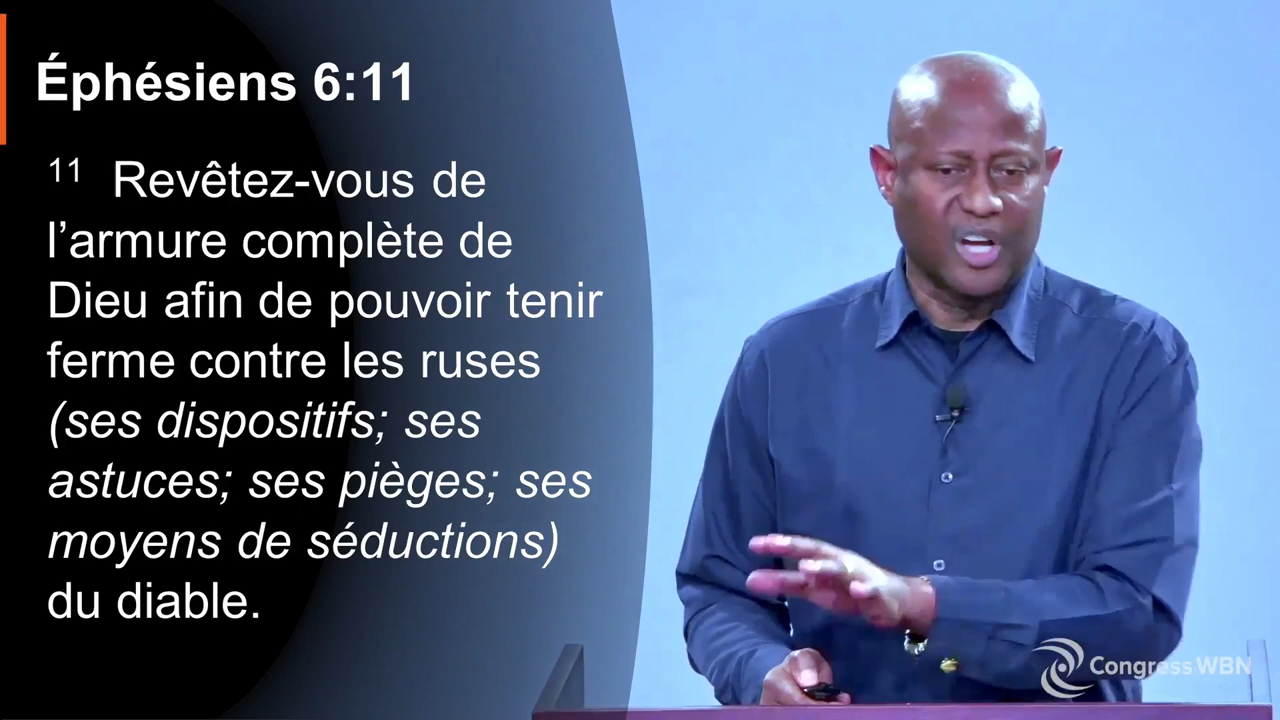 Éphésiens 6:11
11 Revêtez-vous de
l’armure complète de
Dieu afin de pouvoir tenir
ferme contre les ruses
(ses dispositifs; ses
astuces; ses pièges; ses
moyens de séductions)
du diable.
CongressWBN